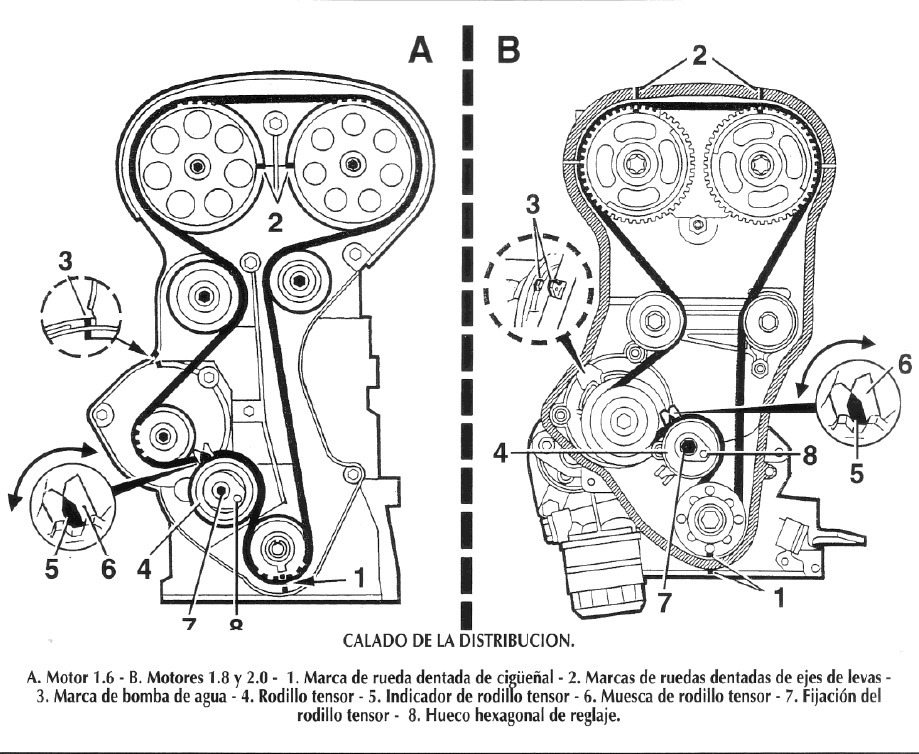 A B
2
3
2
3
6
5
4
8
5 6 4
1
7 8
7
1
CALADO DE LA DISTRIBUCION.
A. Motor 1.6 - B. Motores 1.8 y 2.0 - 1. Marca de rueda dentada de cigüeñal - 2. Marcas de ruedas dentadas de ejes de levas -
3. Marca de bomba de agua - 4. Rodillo tensor - 5. Indicador de rodillo tensor - 6. Muesca de rodillo tensor - 7. Fijación del
rodillo tensor - 8. Hueco hexagonal de reglaje.